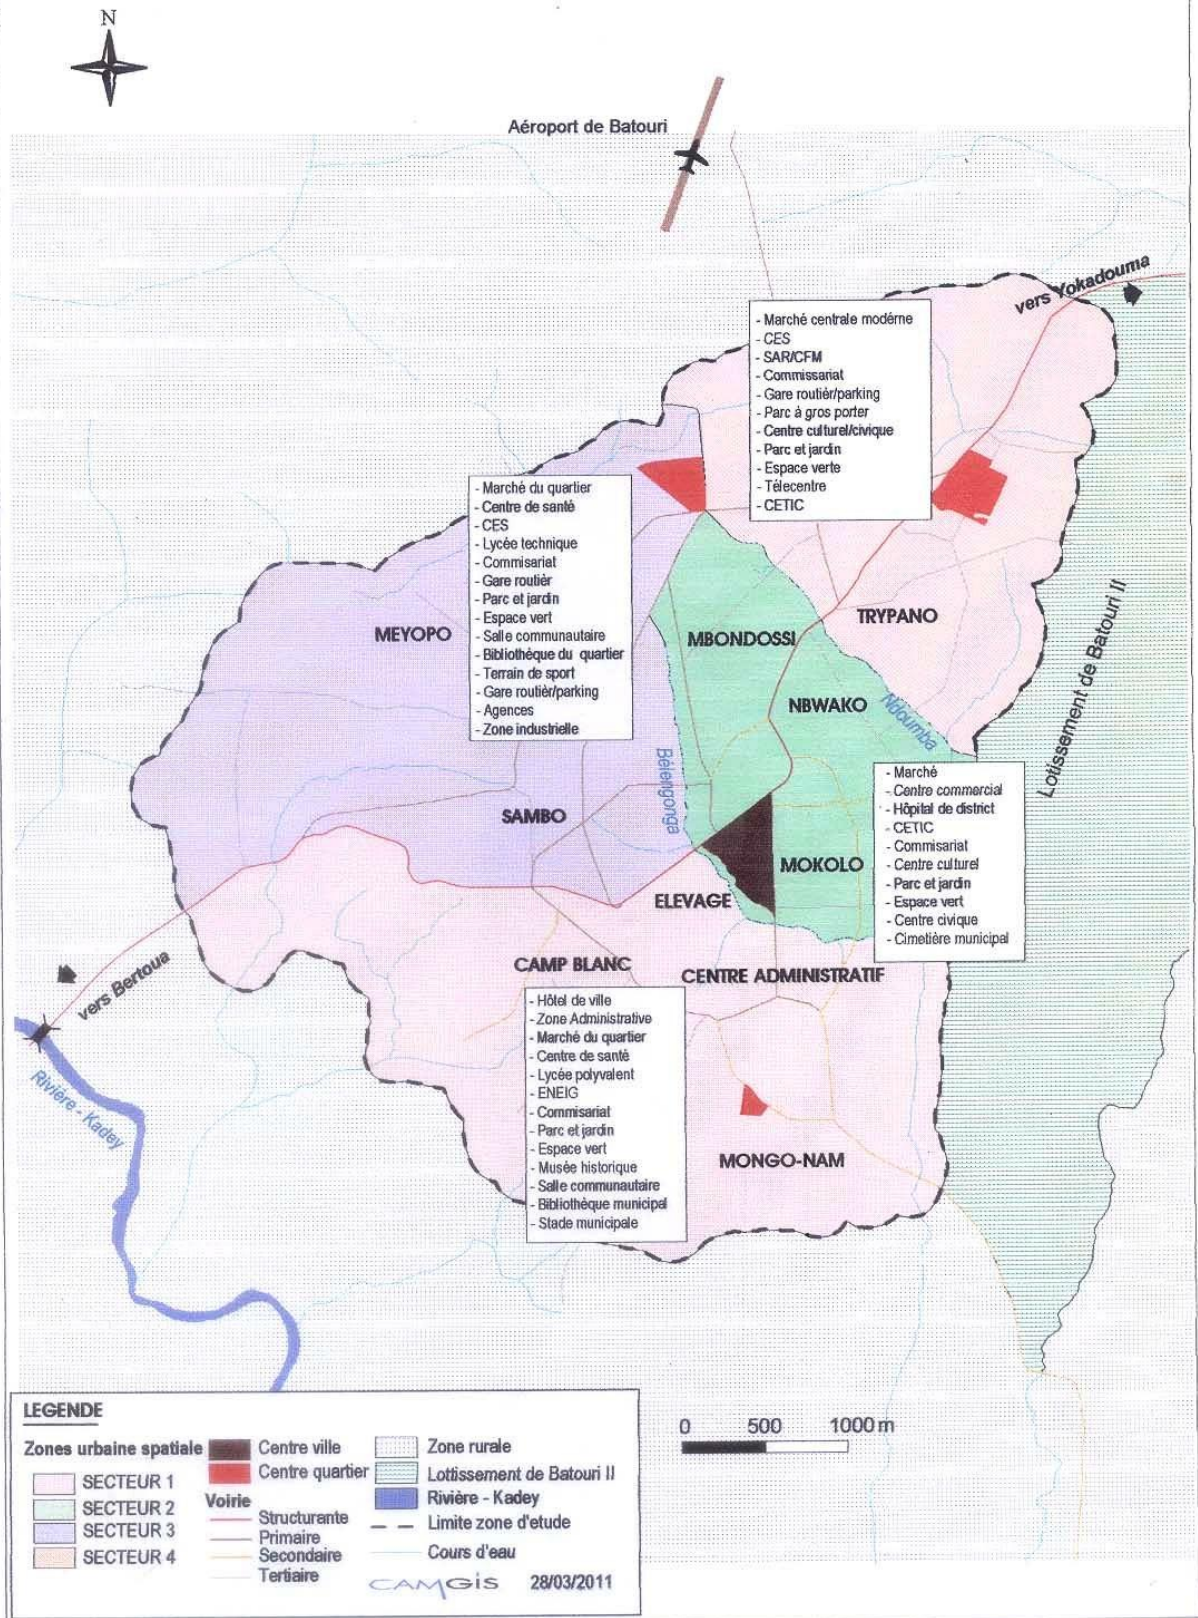 N
Aéroport de Batouri
vers Yokadouma
- Marché centrale modérne
- CES
- SAR/CFM
- Commissariat
- Gare routièr/parking
- Parc à gros porter
- Centre culturel/civique
- Parc et jardin
- Espace verte
- Télecentre
- CETIC
- Marché du quartier
- Centre de santé
- CES
- Lycée technique
- Commisariat
- Gare routièr
- Parc et jardin
- Espace vert
- Salle communautaire
- Bibliothèque du quartier
- Terrain de sport
- Gare routièr/parking
- Agences
- Zone industrielle
MEYOPO
MBONDOSSI
TRYPANO
NBWAKO
Ndoumba
Lotissement de Batouri II
Bélengonga
SAMBO
MOKOLO
ELEVAGE
- Marché
- Centre commercial
- Hôpital de district
- CETIC
- Commisariat
- Centre culturel
- Parc et jardin
- Espace vert
- Centre civique
- Cimetière municipal
vers Bertoua
CAMP BLANC
CENTRE ADMINISTRATIF
- Hôtel de ville
- Zone Administrative
- Marché du quartier
- Centre de santé
- Lycée polyvalent
- ENEIG
- Commisariat
- Parc et jardin
- Espace vert
- Musée historique
- Salle communautaire
- Bibliothèque municipal
- Stade municipale
Rivière - Kadey
MONGO-NAM
LEGENDE
Zones urbaine spatiale
SECTEUR 1
SECTEUR 2
SECTEUR 3
SECTEUR 4
Centre ville
Centre quartier
Voirie
Structurante
Primaire
Secondaire
Tertiaire
Zone rurale
Lottissement de Batouri II
Rivière - Kadey
Limite zone d'etude
Cours d'eau
CAMGIS 28/03/2011
0 500 1000 m